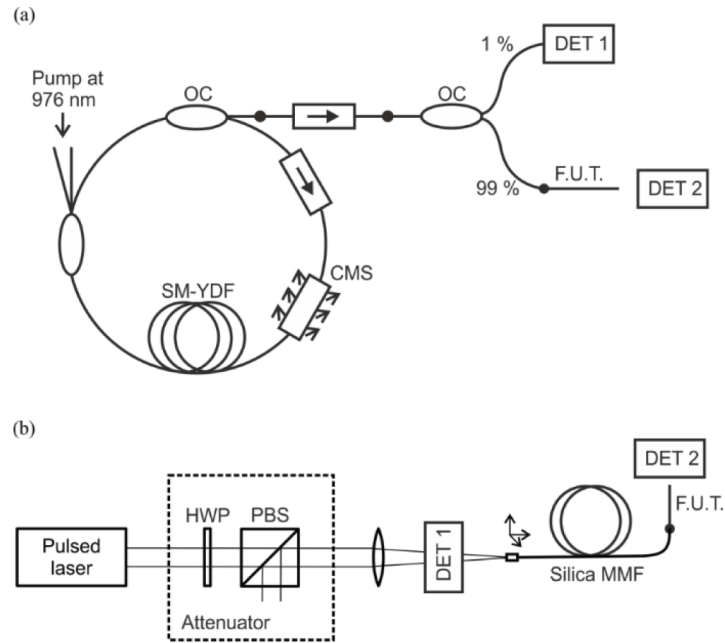 (a)
1 %
DET 1
Pump at
976 nm
OC
OC
99 %
F.U.T.
DET 2
CMS
SM-YDF
(b)
DET 2
HWP
PBS
F.U.T.
Pulsed
laser
DET 1
Silica MMF
Attenuator